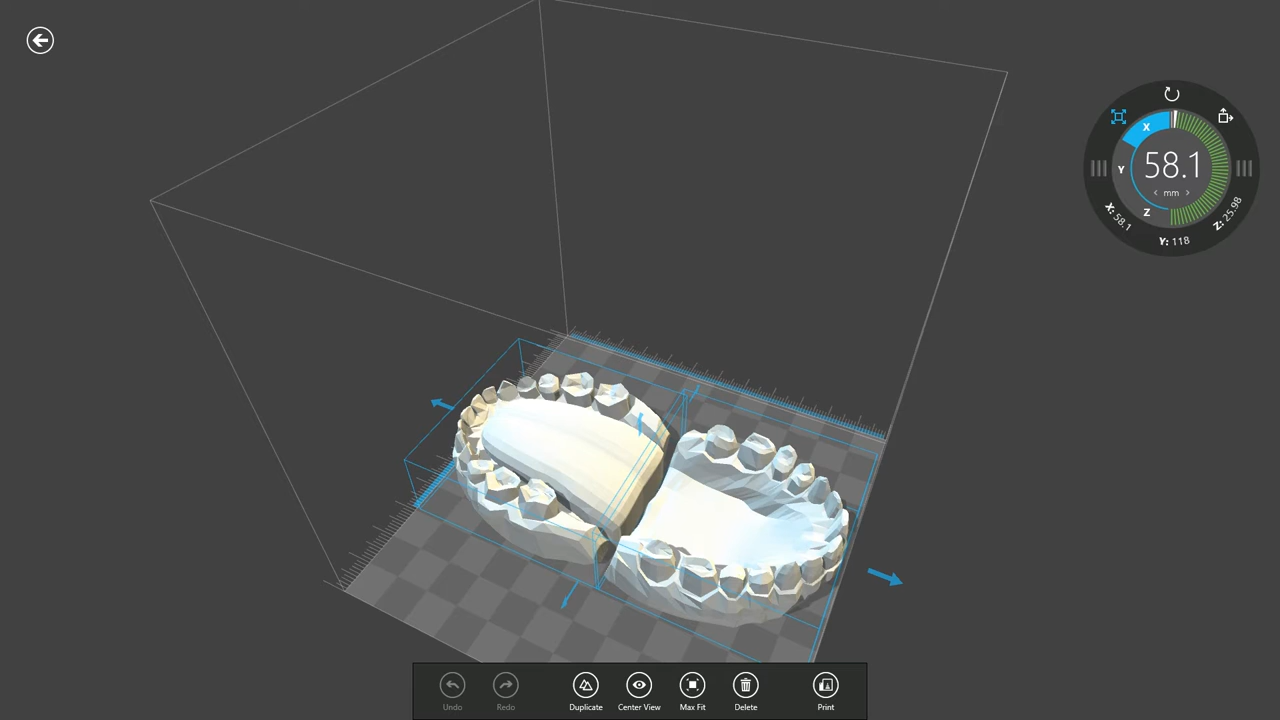 X
Y
Z
58.1
‹ mm ›
X: 58.1
Y: 118
Z: 25.98
Undo
Redo
Duplicate
Center View
Max Fit
Delete
Print